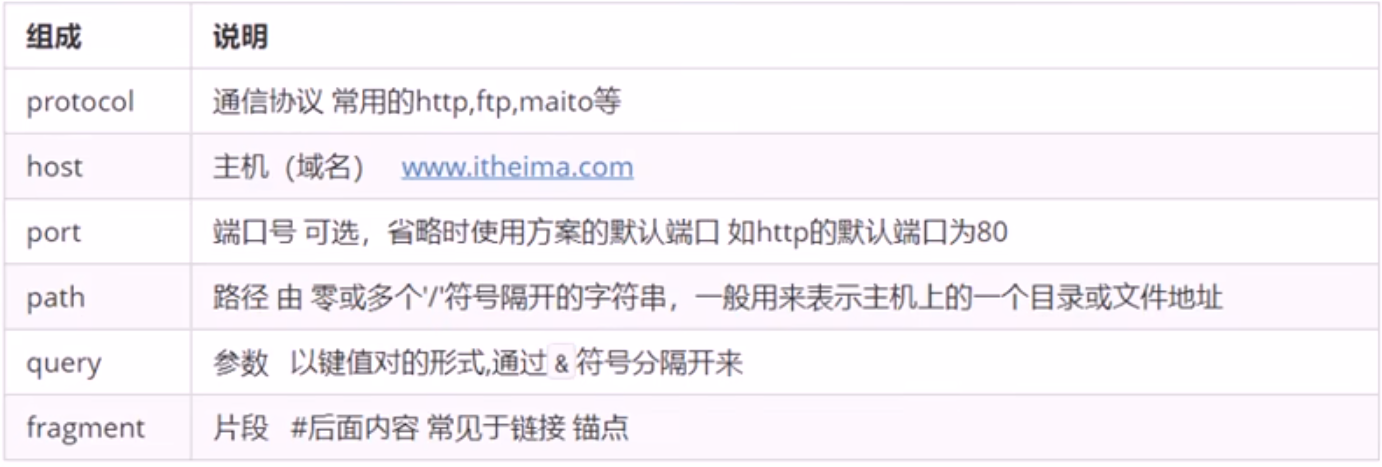 组成 说明
protocol 通信协议 常用的http,ftp,maito等
host 主机（域名） www.itheima.com
port 端口号 可选，省略时使用方案的默认端口 如http的默认端口为80
path 路径 由 零或多个'/'符号隔开的字符串，一般用来表示主机上的一个目录或文件地址
query 参数 以键值对的形式,通过&符号分隔开来
fragment 片段 #后面内容 常见于链接 锚点